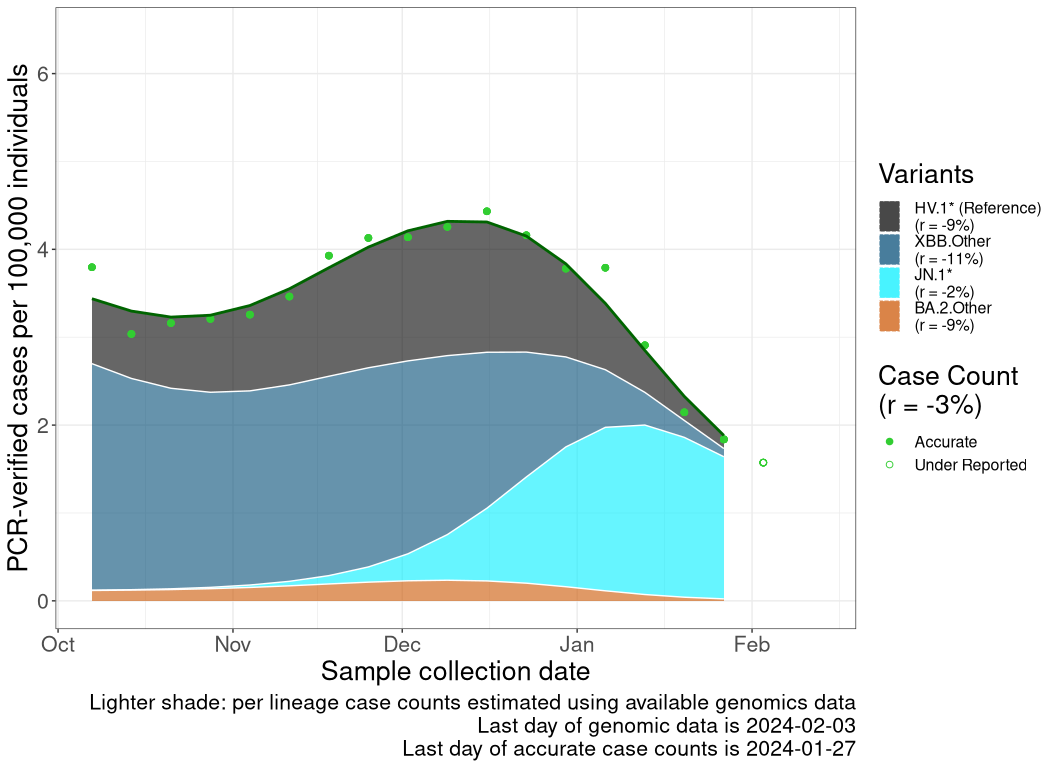 PCR-verified cases per 100,000 individuals
6
4
2
0
Oct
Nov
Dec
Jan
Feb
Sample collection date
Lighter shade: per lineage case counts estimated using available genomics data
Last day of genomic data is 2024-02-03
Last day of accurate case counts is 2024-01-27
Variants
HV.1* (Reference)
(r = -9%)
XBB.Other
(r = -11%)
JN.1*
(r = -2%)
BA.2.Other
(r = -9%)
Case Count
(r = -3%)
Accurate
Under Reported